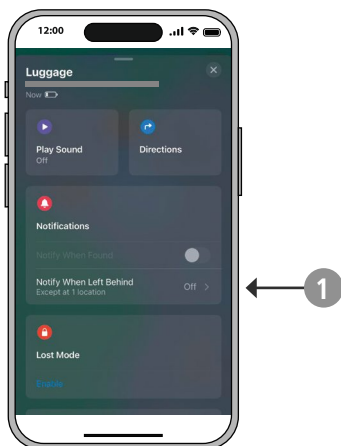 12:00
Luggage
Now
Play Sound
Off
Directions
Notifications
Notify When Found
Notify When Left Behind
Except at 1 location
Off
1
Lost Mode
Enable